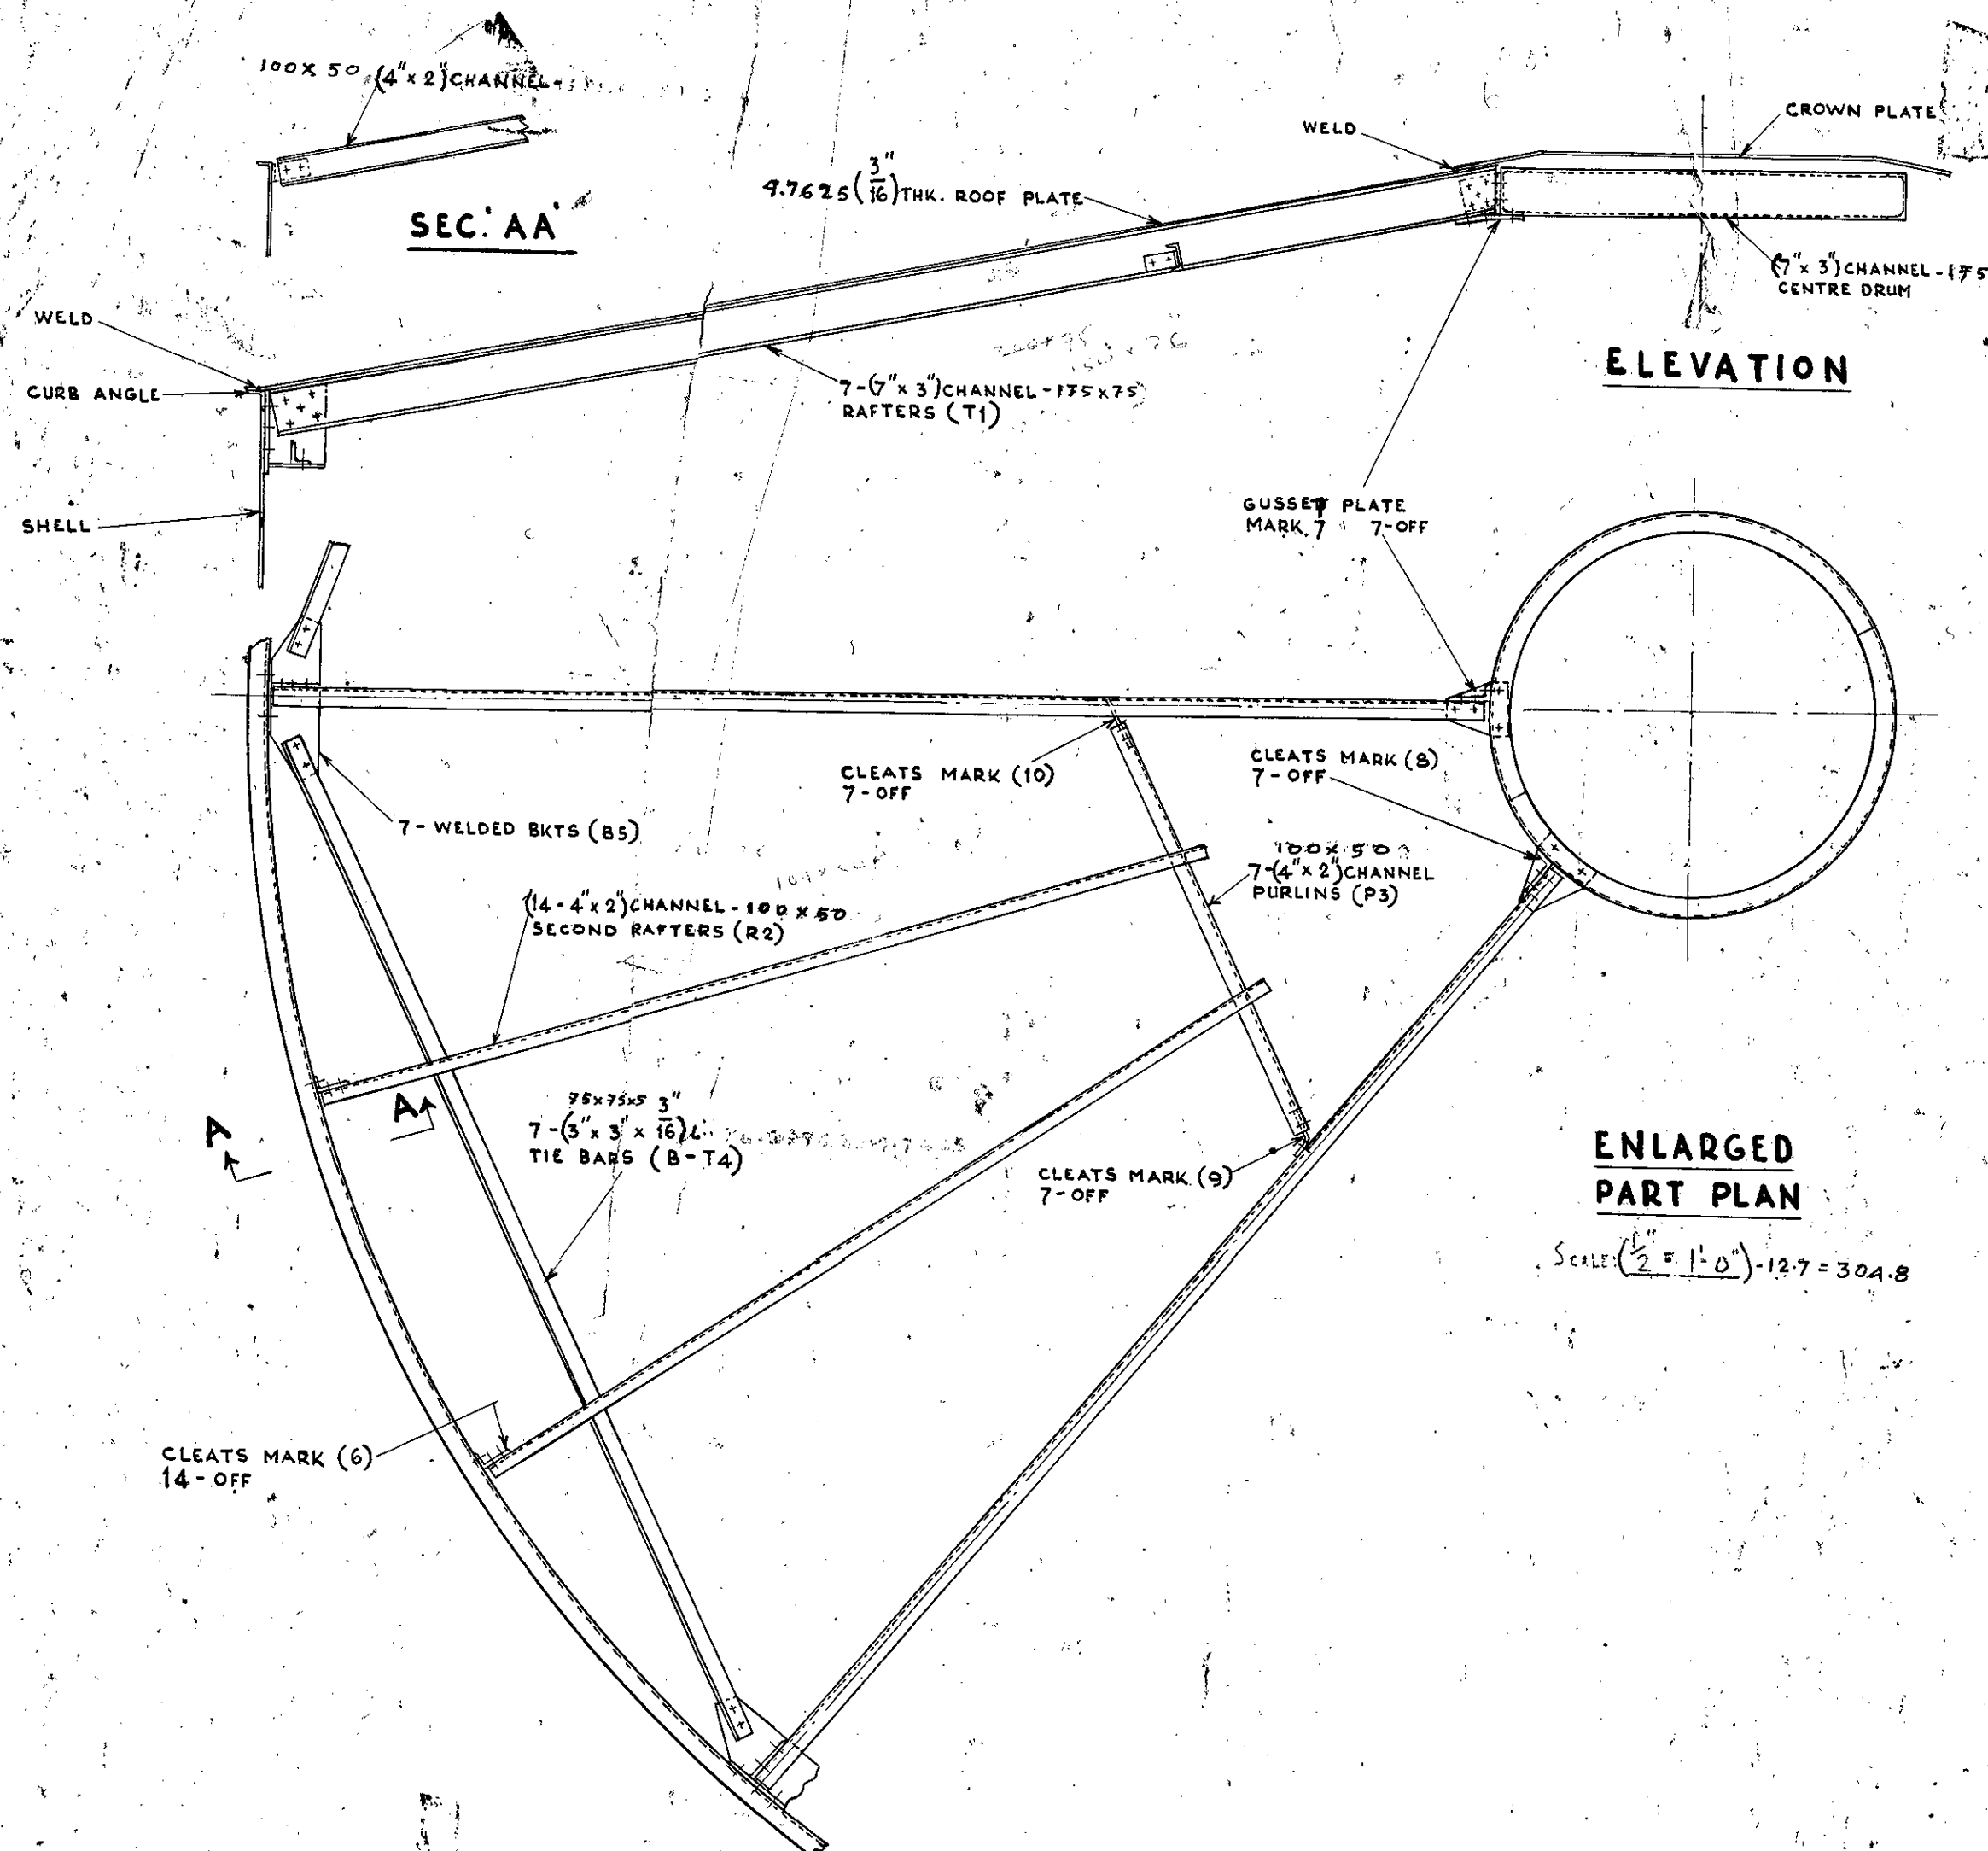 100 X 50 (4" x 2") CHANNEL -
SEC. 'AA'
4.7625 (3/16") THK. ROOF PLATE
WELD
CROWN PLATE
(7" x 3") CHANNEL - 175
CENTRE DRUM
ELEVATION
WELD
CURB ANGLE
SHELL
7 - (7" x 3") CHANNEL - 175 x 75
RAFTERS (T1)
GUSSET PLATE
MARK. 7 7-OFF
CLEATS MARK (10)
7-OFF
CLEATS MARK (8)
7-OFF
7 - WELDED BKTS (B5)
100 x 50
7-(4" x 2") CHANNEL
PURLINS (P3)
(14 - 4" x 2") CHANNEL - 100 x 50
SECOND RAFTERS (R2)
A
A
75x75x5
7 - (3" x 3" x 3/16") L
TIE BARS (B - T4)
CLEATS MARK (9)
7-OFF
ENLARGED
PART PLAN
SCALE: (1/2" = 1'-0") - 12.7 = 304.8
CLEATS MARK (6)
14 - OFF